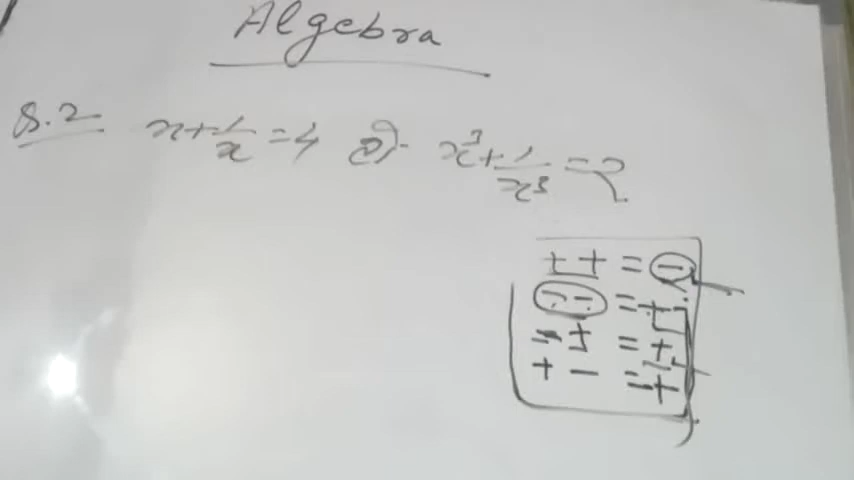 Algebra
Q.2 x+1/x=4 तो x³+1/x³=?
++ = -
-- = +
- + = +
+ - = +